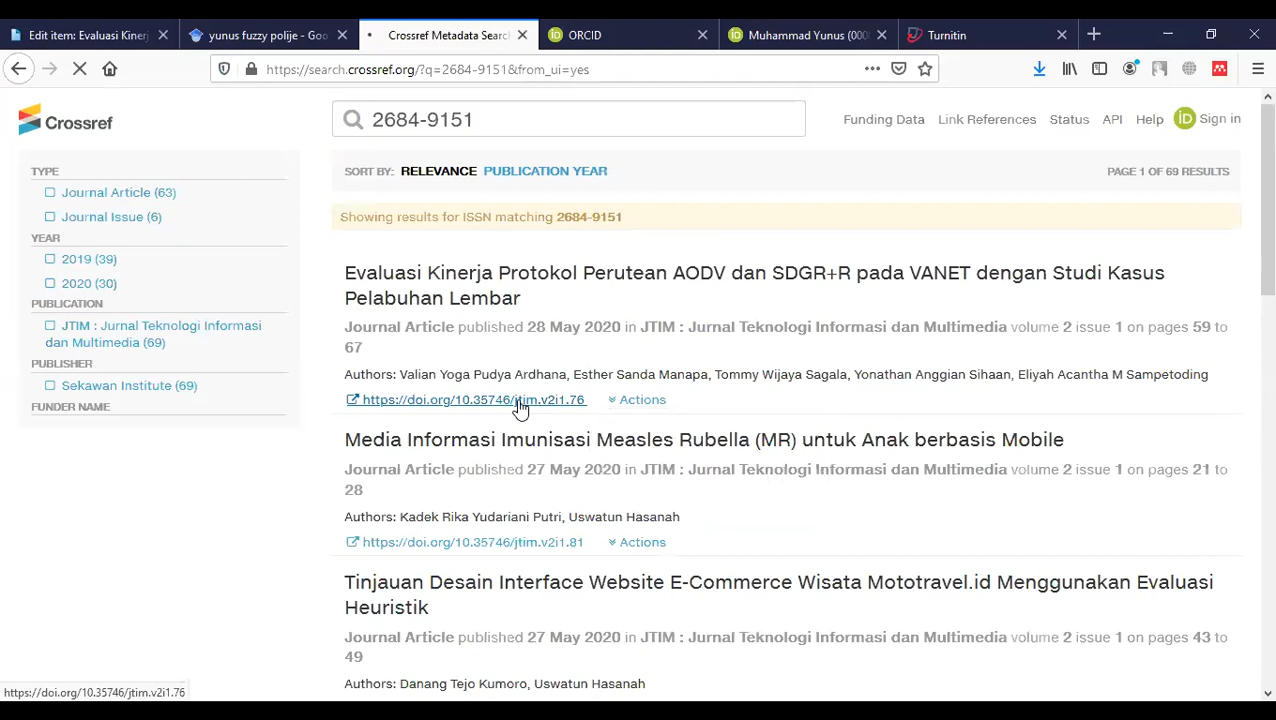 Edit item: Evaluasi Kinerj
yunus fuzzy polije - Goo
Crossref Metadata Search
ORCID
Muhammad Yunus (000
Turnitin
https://search.crossref.org/?q=2684-9151&from_ui=yes
Crossref
2684-9151
Funding Data
Link References
Status
API
Help
Sign in
TYPE
Journal Article (63)
Journal Issue (6)
YEAR
2019 (39)
2020 (30)
PUBLICATION
JTIM : Jurnal Teknologi Informasi
dan Multimedia (69)
PUBLISHER
Sekawan Institute (69)
FUNDER NAME
SORT BY: RELEVANCE PUBLICATION YEAR
PAGE 1 OF 69 RESULTS
Showing results for ISSN matching 2684-9151
Evaluasi Kinerja Protokol Perutean AODV dan SDGR+R pada VANET dengan Studi Kasus
Pelabuhan Lembar
Journal Article published 28 May 2020 in JTIM : Jurnal Teknologi Informasi dan Multimedia volume 2 issue 1 on pages 59 to
67
Authors: Valian Yoga Pudya Ardhana, Esther Sanda Manapa, Tommy Wijaya Sagala, Yonathan Anggian Sihaan, Eliyah Acantha M Sampetoding
https://doi.org/10.35746/jtim.v2i1.76
Actions
Media Informasi Imunisasi Measles Rubella (MR) untuk Anak berbasis Mobile
Journal Article published 27 May 2020 in JTIM : Jurnal Teknologi Informasi dan Multimedia volume 2 issue 1 on pages 21 to
28
Authors: Kadek Rika Yudariani Putri, Uswatun Hasanah
https://doi.org/10.35746/jtim.v2i1.81
Actions
Tinjauan Desain Interface Website E-Commerce Wisata Mototravel.id Menggunakan Evaluasi
Heuristik
Journal Article published 27 May 2020 in JTIM : Jurnal Teknologi Informasi dan Multimedia volume 2 issue 1 on pages 43 to
49
Authors: Danang Tejo Kumoro, Uswatun Hasanah
https://doi.org/10.35746/jtim.v2i1.76